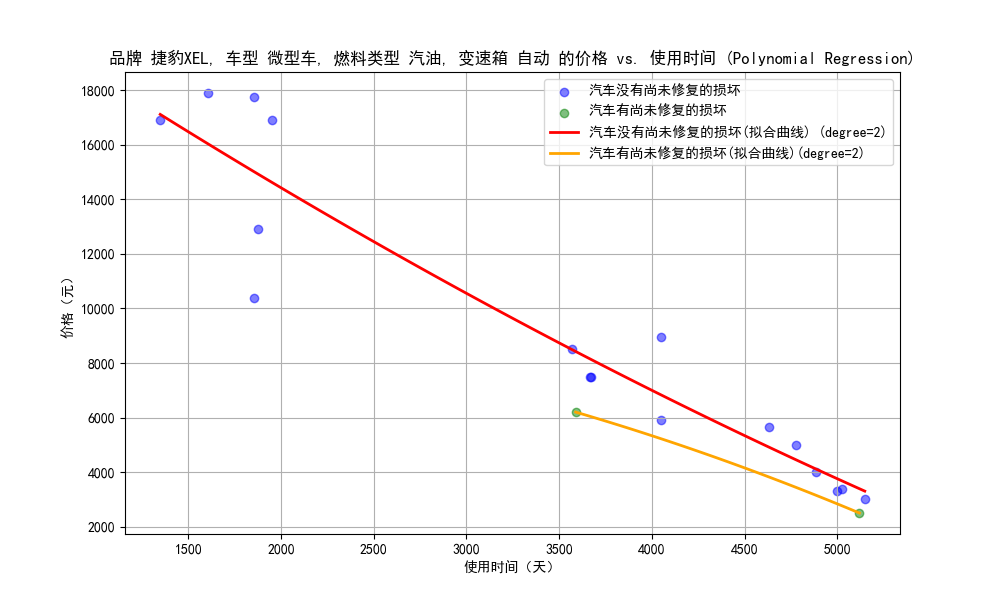 品牌 捷豹XEL, 车型 微型车, 燃料类型 汽油, 变速箱 自动 的价格 vs. 使用时间 (Polynomial Regression)
汽车没有尚未修复的损坏
汽车有尚未修复的损坏
汽车没有尚未修复的损坏(拟合曲线) (degree=2)
汽车有尚未修复的损坏(拟合曲线)(degree=2)
价格（元）
18000
16000
14000
12000
10000
8000
6000
4000
2000
1500 2000 2500 3000 3500 4000 4500 5000
使用时间（天）